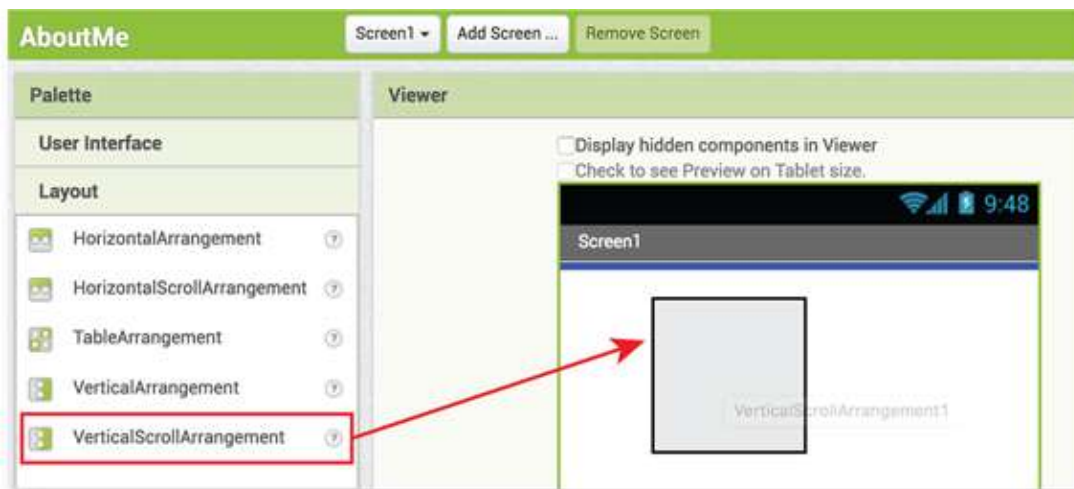 AboutMe
Screen1 Add Screen ... Remove Screen
Palette
Viewer
User Interface
Display hidden components in Viewer
Check to see Preview on Tablet size.
Layout
9:48
HorizontalArrangement ?
Screen1
HorizontalScrollArrangement ?
TableArrangement ?
VerticalArrangement ?
VerticalScrollArrangement1
VerticalScrollArrangement ?